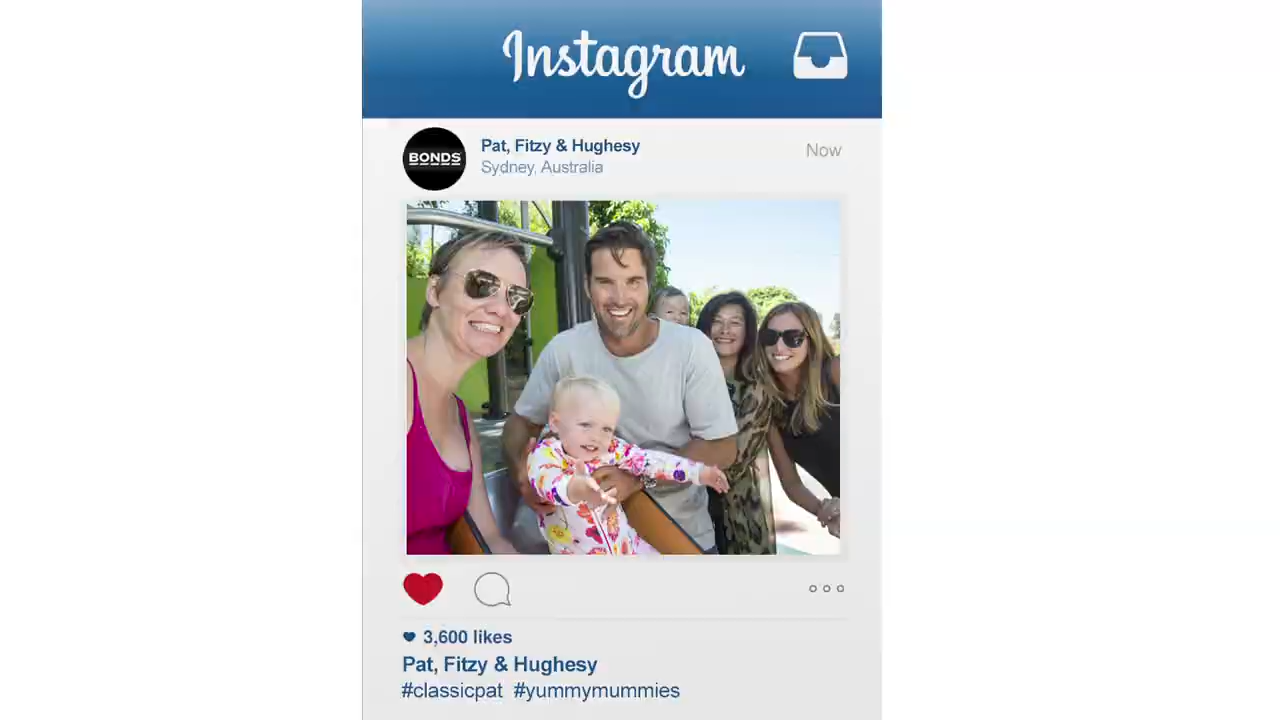 Instagram
BONDS
Pat, Fitzy & Hughesy
Sydney, Australia
Now
3,600 likes
Pat, Fitzy & Hughesy
#classicpat #yummymummies